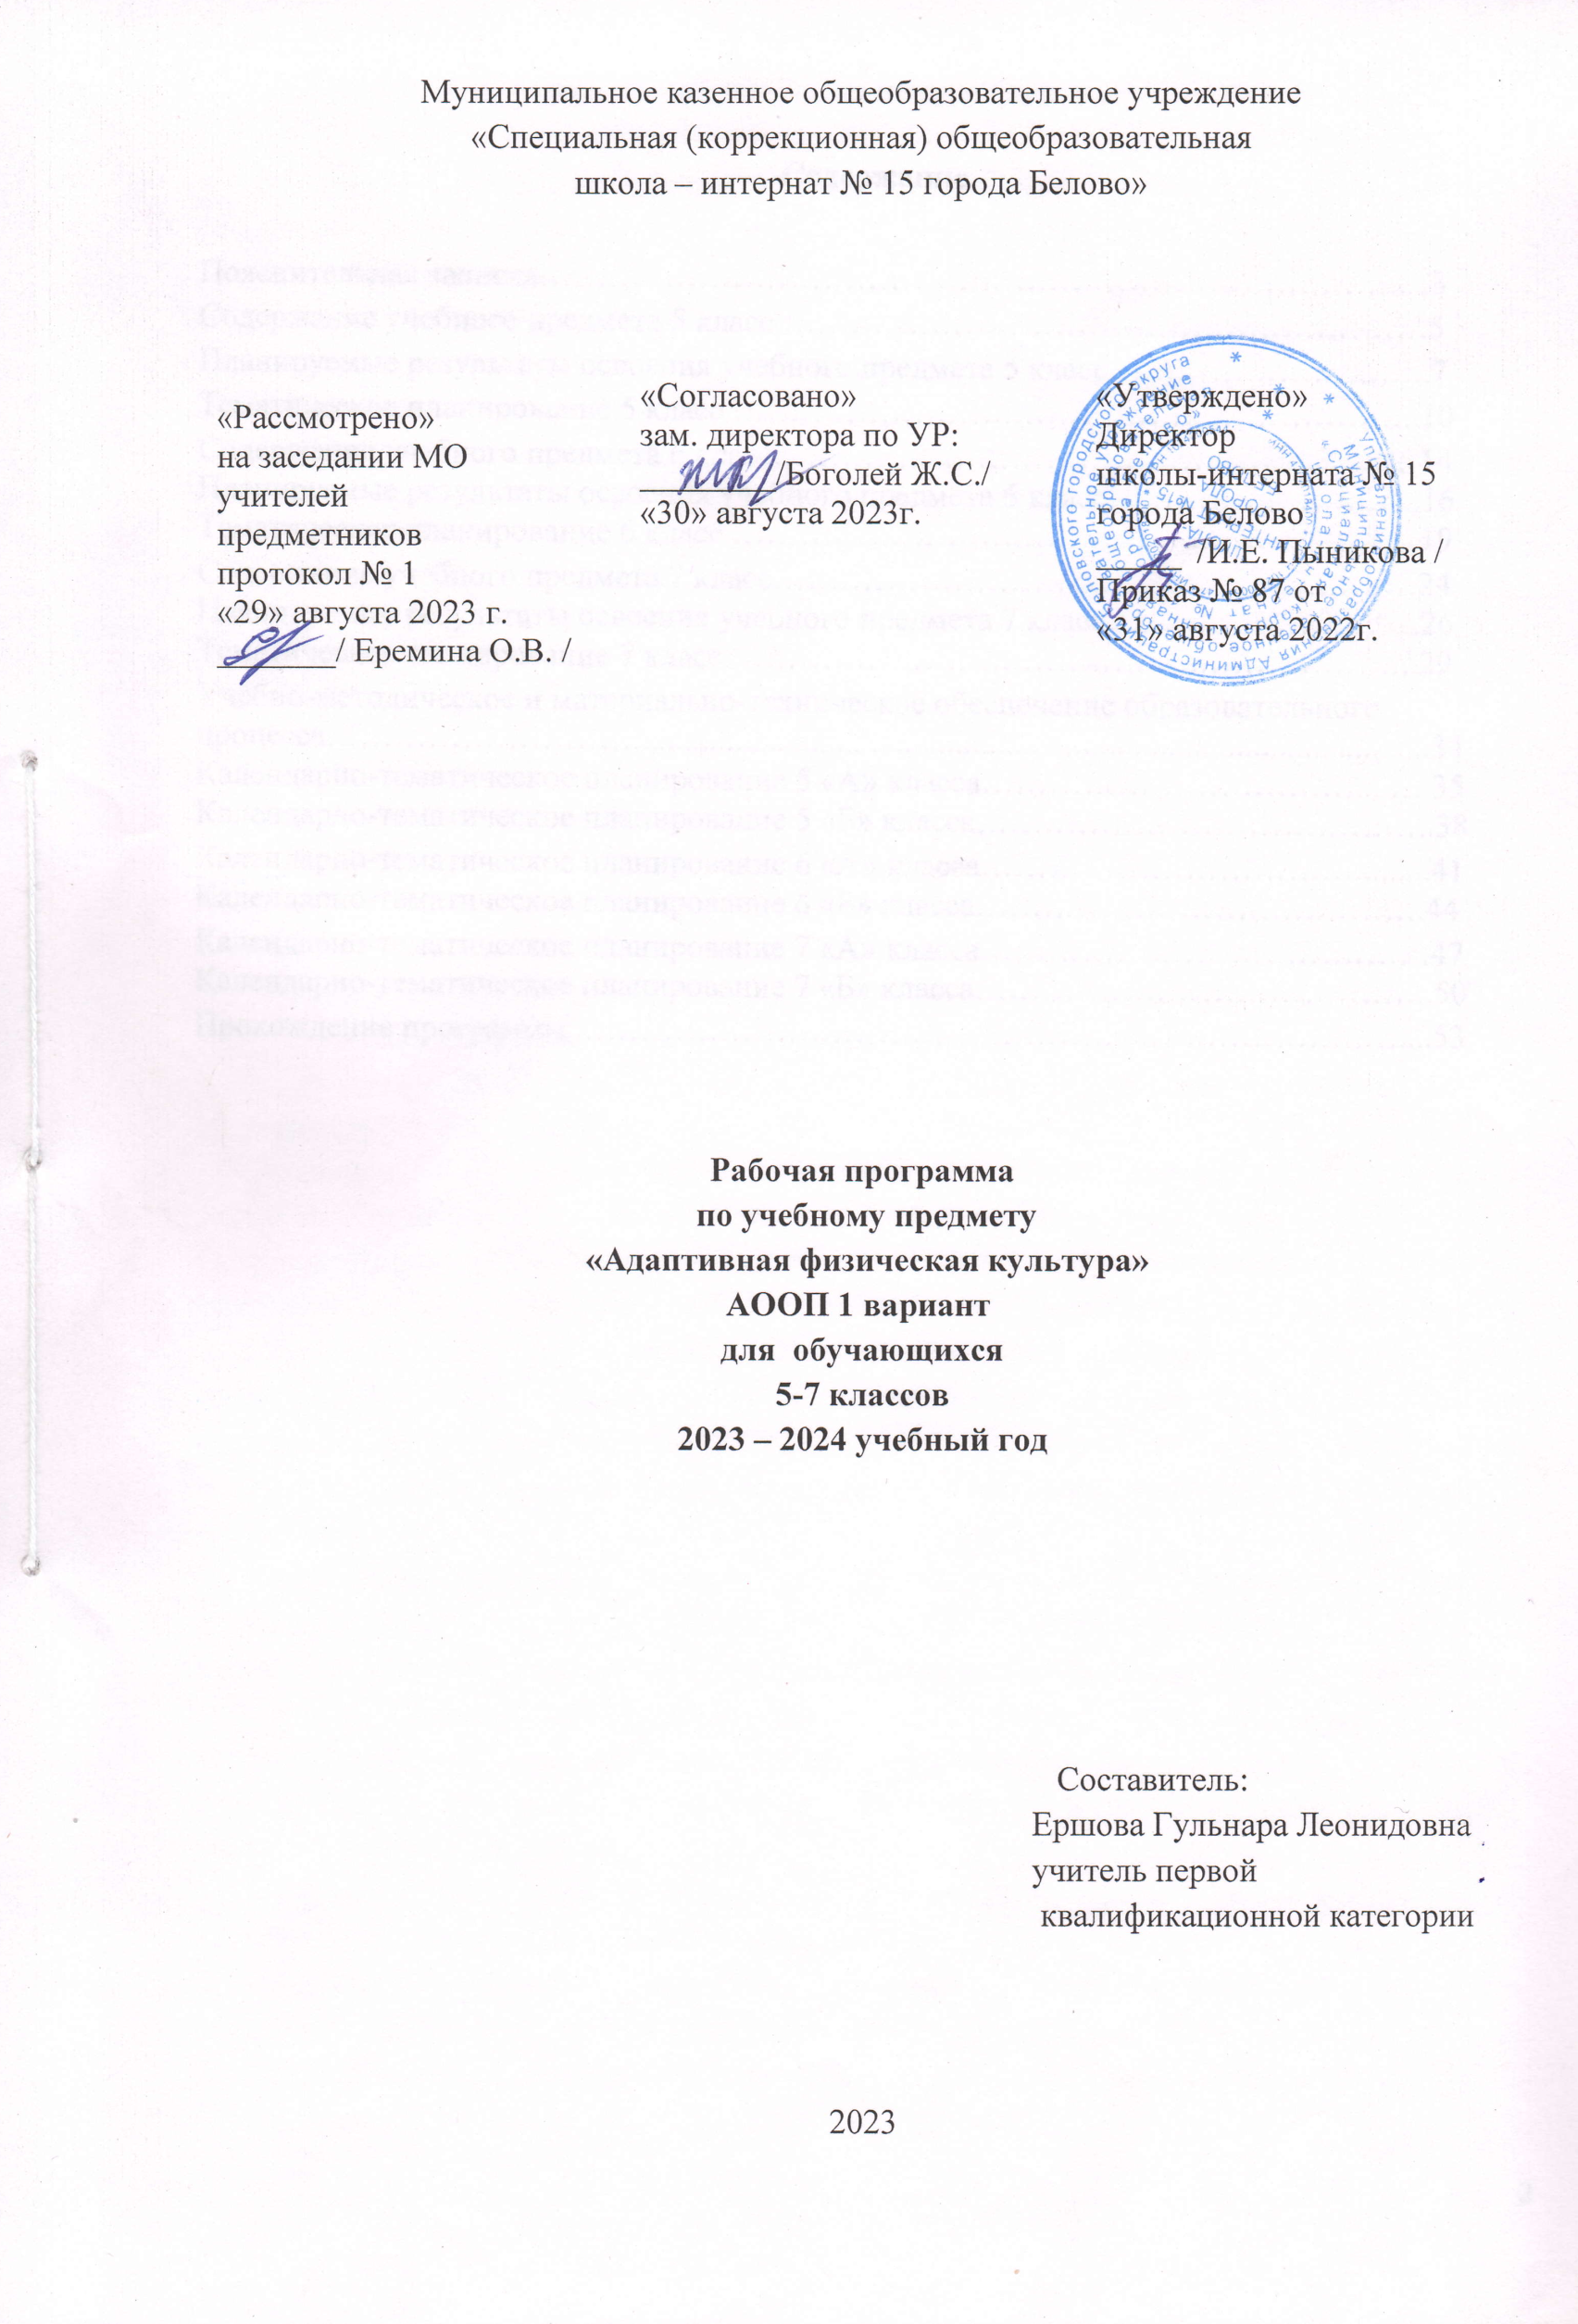 Муниципальное казенное общеобразовательное учреждение
«Специальная (коррекционная) общеобразовательная
школа – интернат № 15 города Белово»
«Рассмотрено»
на заседании МО
учителей
предметников
протокол № 1
«29» августа 2023 г.
_______/ Еремина О.В. /
«Согласовано»
зам. директора по УР:
________/Боголей Ж.С./
«30» августа 2023г.
«Утверждено»
Директор
школы-интерната № 15
города Белово
_____ /И.Е. Пыникова /
Приказ № 87 от
«31» августа 2022г.
Рабочая программа
по учебному предмету
«Адаптивная физическая культура»
АООП 1 вариант
для  обучающихся
5-7 классов
2023 – 2024 учебный год
Составитель:
Ершова Гульнара Леонидовна
учитель первой
квалификационной категории
2023